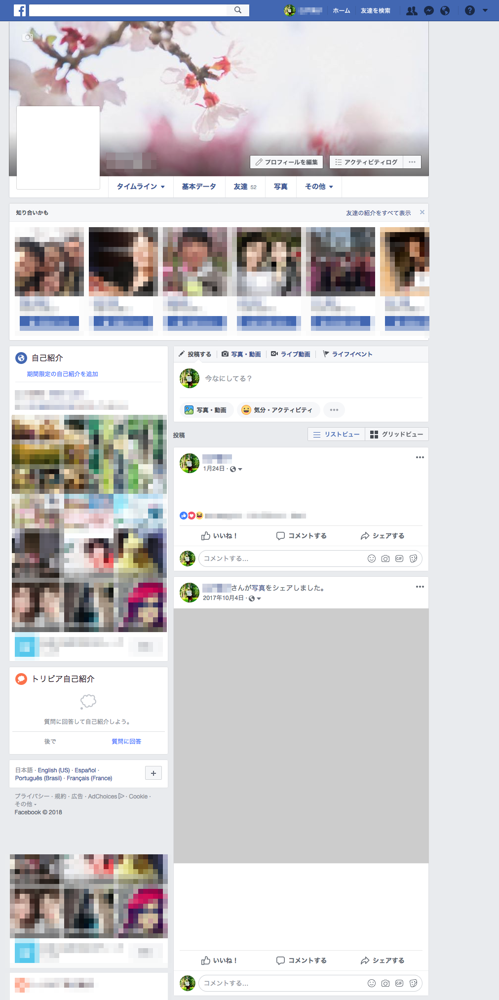 ホーム
友達を検索
プロフィールを編集
アクティビティログ
タイムライン
基本データ
友達 52
写真
その他
知り合いかも
友達の紹介をすべて表示
自己紹介
期間限定の自己紹介を追加
投稿する
写真・動画
ライブ動画
ライフイベント
今なにしてる？
写真・動画
気分・アクティビティ
投稿
リストビュー
グリッドビュー
1月24日
いいね！
コメントする
シェアする
コメントする...
GIF
さんが写真をシェアしました。
2017年10月4日
トリビア自己紹介
質問に回答して自己紹介しよう。
後で
質問に回答
日本語 · English (US) · Español ·
Português (Brasil) · Français (France)
プライバシー · 規約 · 広告 · AdChoices · Cookie ·
その他
Facebook © 2018
いいね！
コメントする
シェアする
コメントする...
GIF